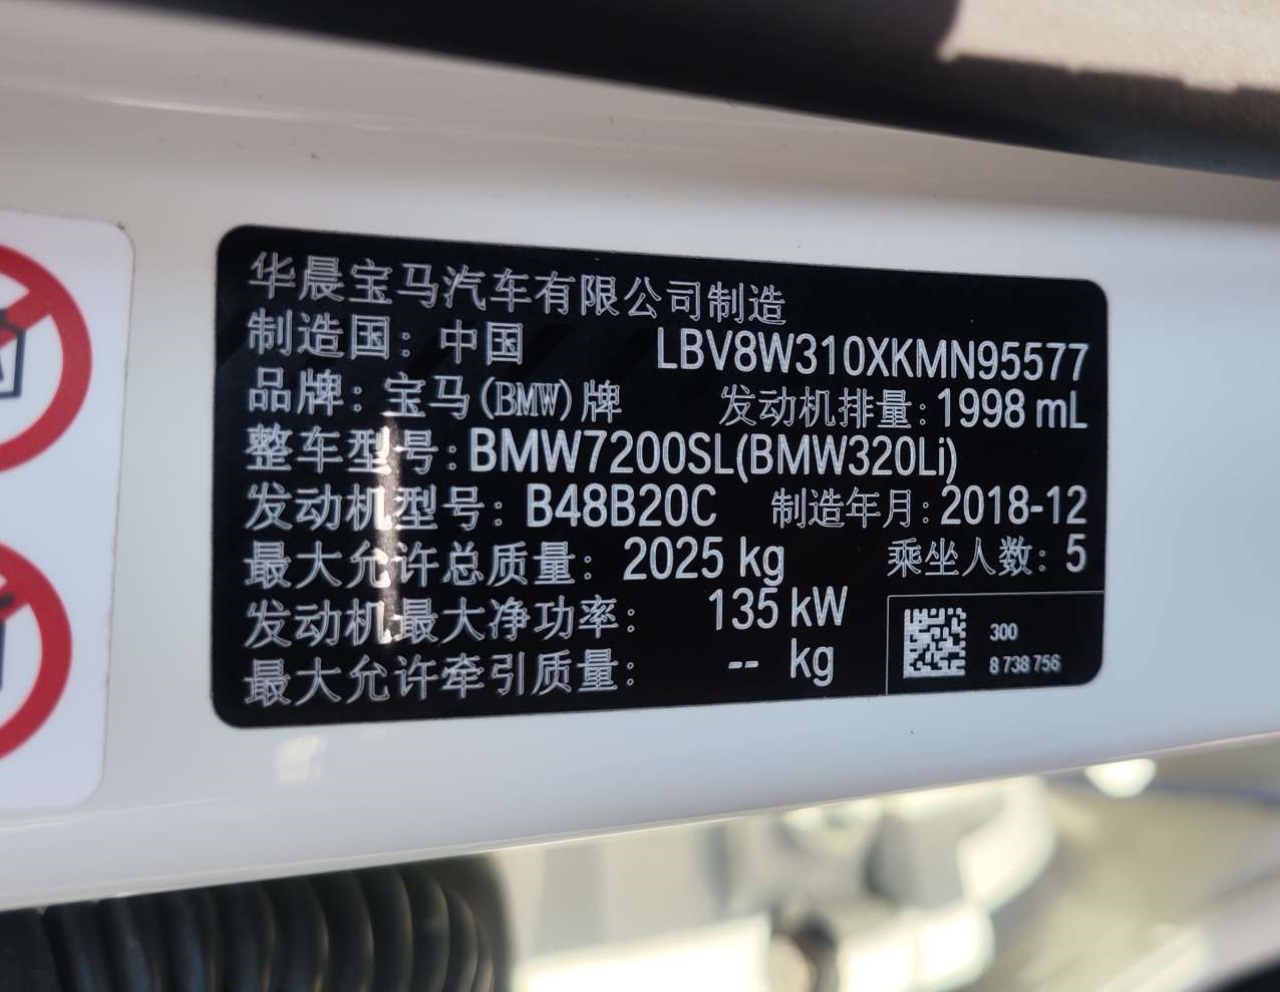 华晨宝马汽车有限公司制造
制造国：中国 LBV8W310XKMN95577
品牌：宝马(BMW)牌 发动机排量:1998 mL
整车型号:BMW7200SL(BMW320Li)
发动机型号：B48B20C 制造年月:2018-12
最大允许总质量：2025 kg 乘坐人数：5
发动机最大净功率：135 kW
最大允许牵引质量：-- kg
300
8 738 756